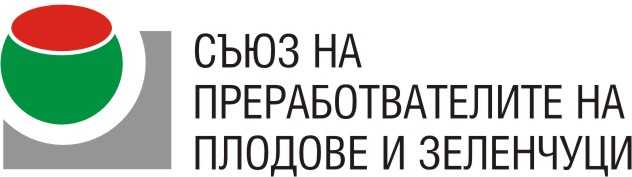 СЪЮЗ НА
ПРЕРАБОТВАТЕЛИТЕ НА
ПЛОДОВЕ И ЗЕЛЕНЧУЦИ